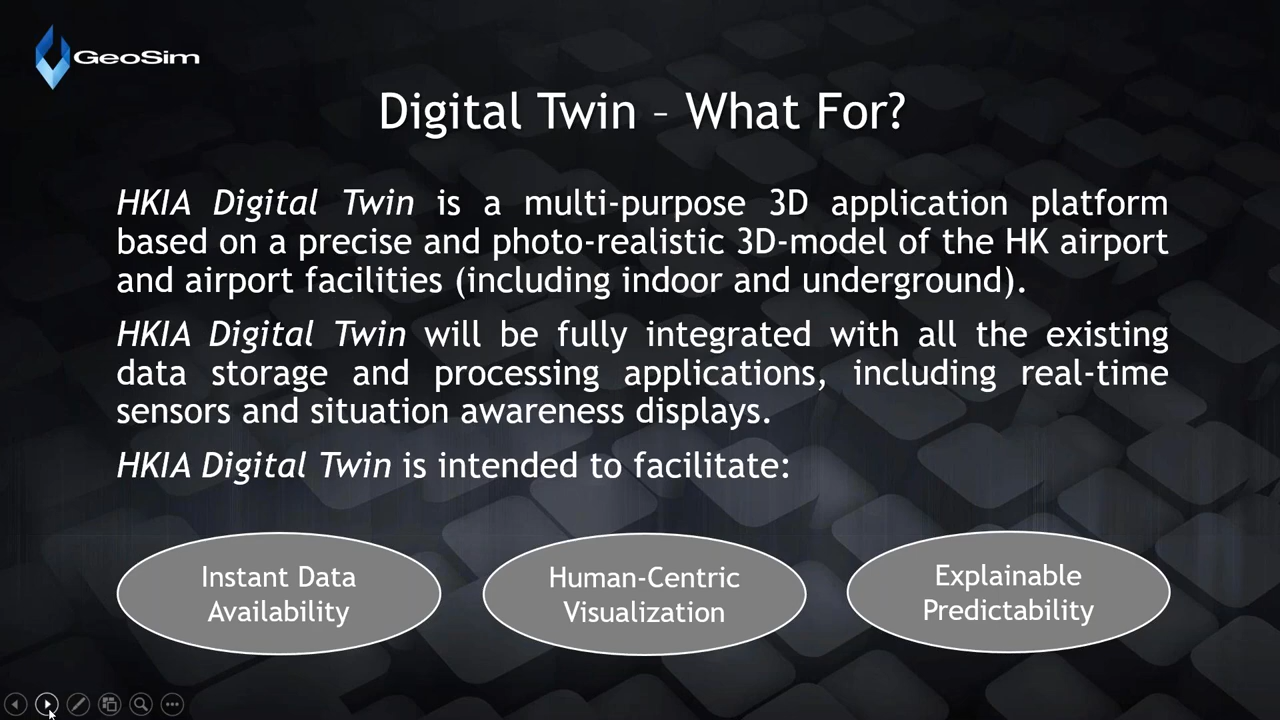 GeoSim
Digital Twin – What For?
HKIA Digital Twin is a multi-purpose 3D application platform
based on a precise and photo-realistic 3D-model of the HK airport
and airport facilities (including indoor and underground).
HKIA Digital Twin will be fully integrated with all the existing
data storage and processing applications, including real-time
sensors and situation awareness displays.
HKIA Digital Twin is intended to facilitate:
Instant Data
Availability
Human-Centric
Visualization
Explainable
Predictability